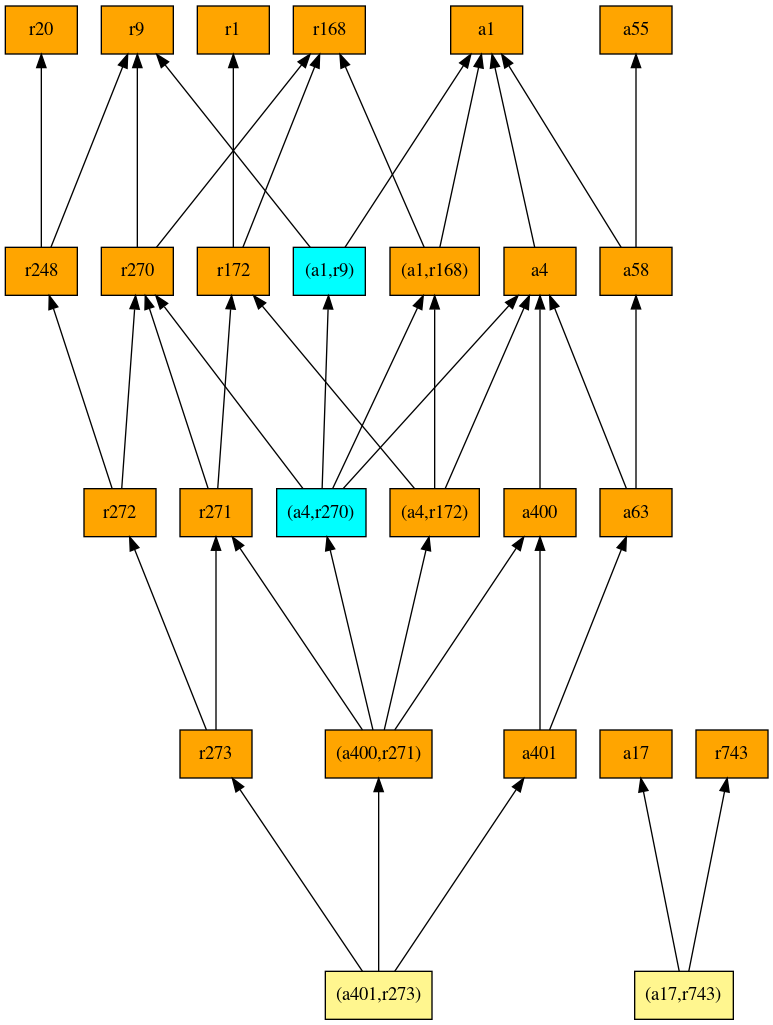 r20
r9
r1
r168
a1
a55
r248
r270
r172
(a1,r9)
(a1,r168)
a4
a58
r272
r271
(a4,r270)
(a4,r172)
a400
a63
r273
(a400,r271)
a401
a17
r743
(a401,r273)
(a17,r743)